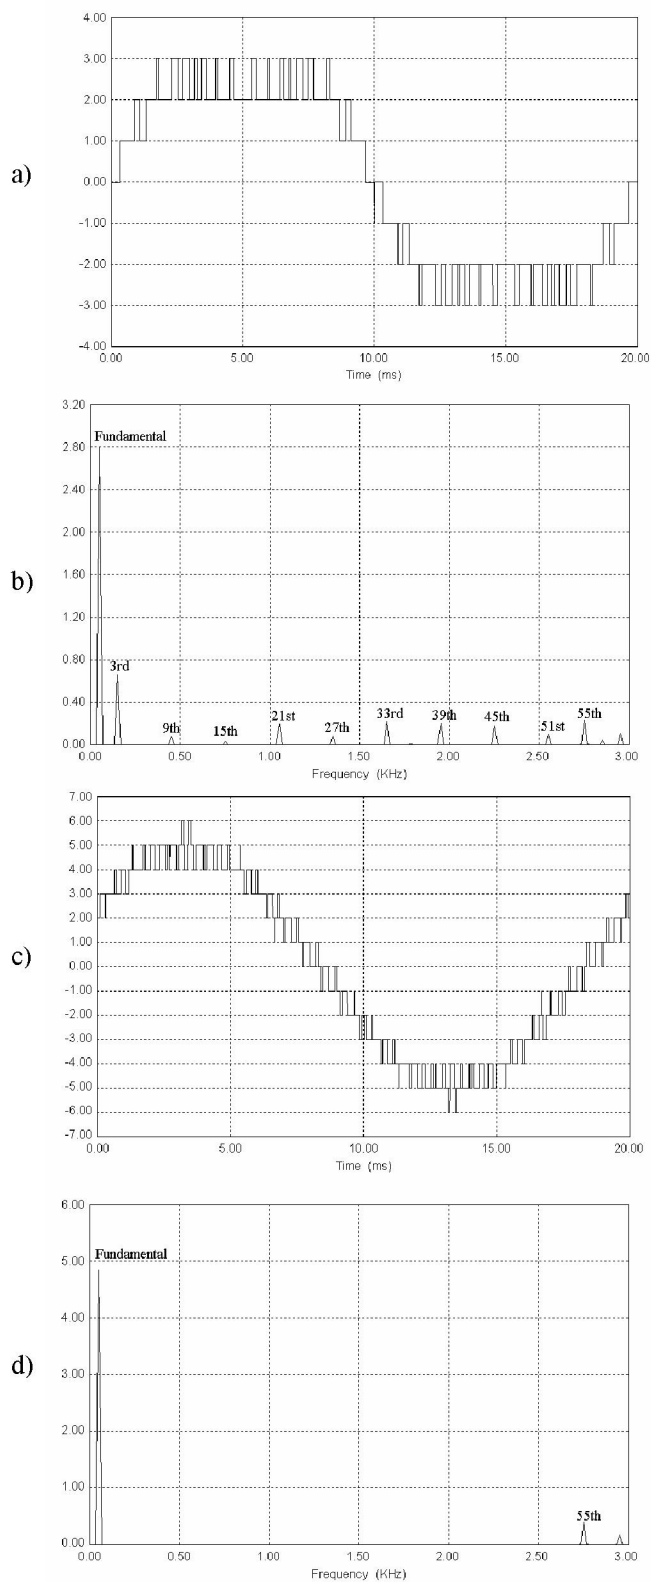 4.00
3.00
2.00
1.00
a)
0.00
-1.00
-2.00
-3.00
-4.00
0.00 5.00 10.00 15.00 20.00
Time (ms)
3.20
Fundamental
2.80
2.40
2.00
b)
1.60
1.20
0.80
3rd
0.40
9th 15th 21st 27th 33rd 39th 45th 51st 55th
0.00
0.00 0.50 1.00 1.50 2.00 2.50 3.00
Frequency (KHz)
7.00
6.00
5.00
4.00
3.00
2.00
1.00
c)
0.00
-1.00
-2.00
-3.00
-4.00
-5.00
-6.00
-7.00
0.00 5.00 10.00 15.00 20.00
Time (ms)
6.00
Fundamental
5.00
4.00
d)
3.00
2.00
1.00
55th
0.00
0.00 0.50 1.00 1.50 2.00 2.50 3.00
Frequency (KHz)